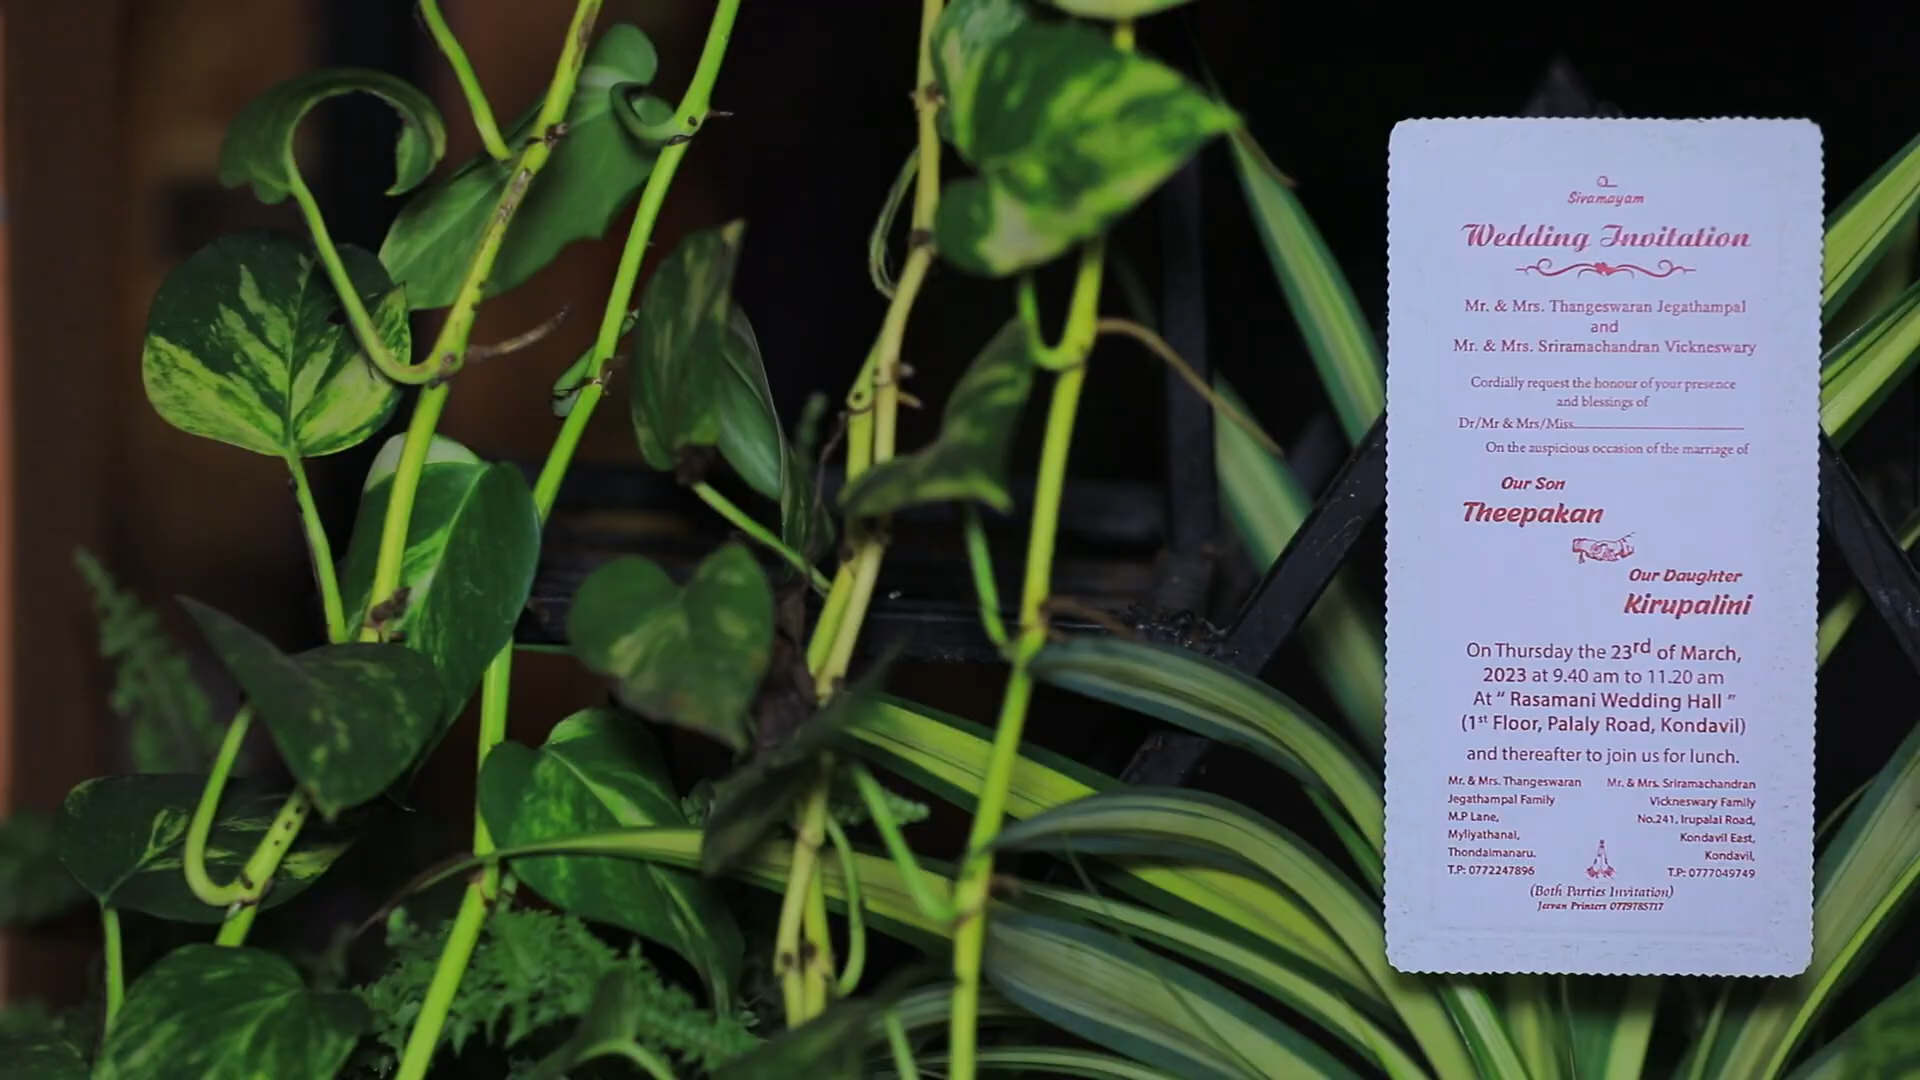 Sivamayam
Wedding Invitation
Mr. & Mrs. Thangeswaran Jegathampal
and
Mr. & Mrs. Sriramachandran Vickneswary
Cordially request the honour of your presence
and blessings of
Dr/Mr & Mrs/Miss
On the auspicious occasion of the marriage of
Our Son
Theepakan
Our Daughter
Kirupalini
On Thursday the 23rd of March,
2023 at 9.40 am to 11.20 am
At " Rasamani Wedding Hall "
(1st Floor, Palaly Road, Kondavil)
and thereafter to join us for lunch.
Mr. & Mrs. Thangeswaran
Jegathampal Family
M.P Lane,
Myliyathanai,
Thondaimanaru.
T.P: 0772247896
Mr. & Mrs. Sriramachandran
Vickneswary Family
No.241, Irupalai Road,
Kondavil East,
Kondavil,
T.P: 0777049749
(Both Parties Invitation)
Jeevan Printers 0779785717